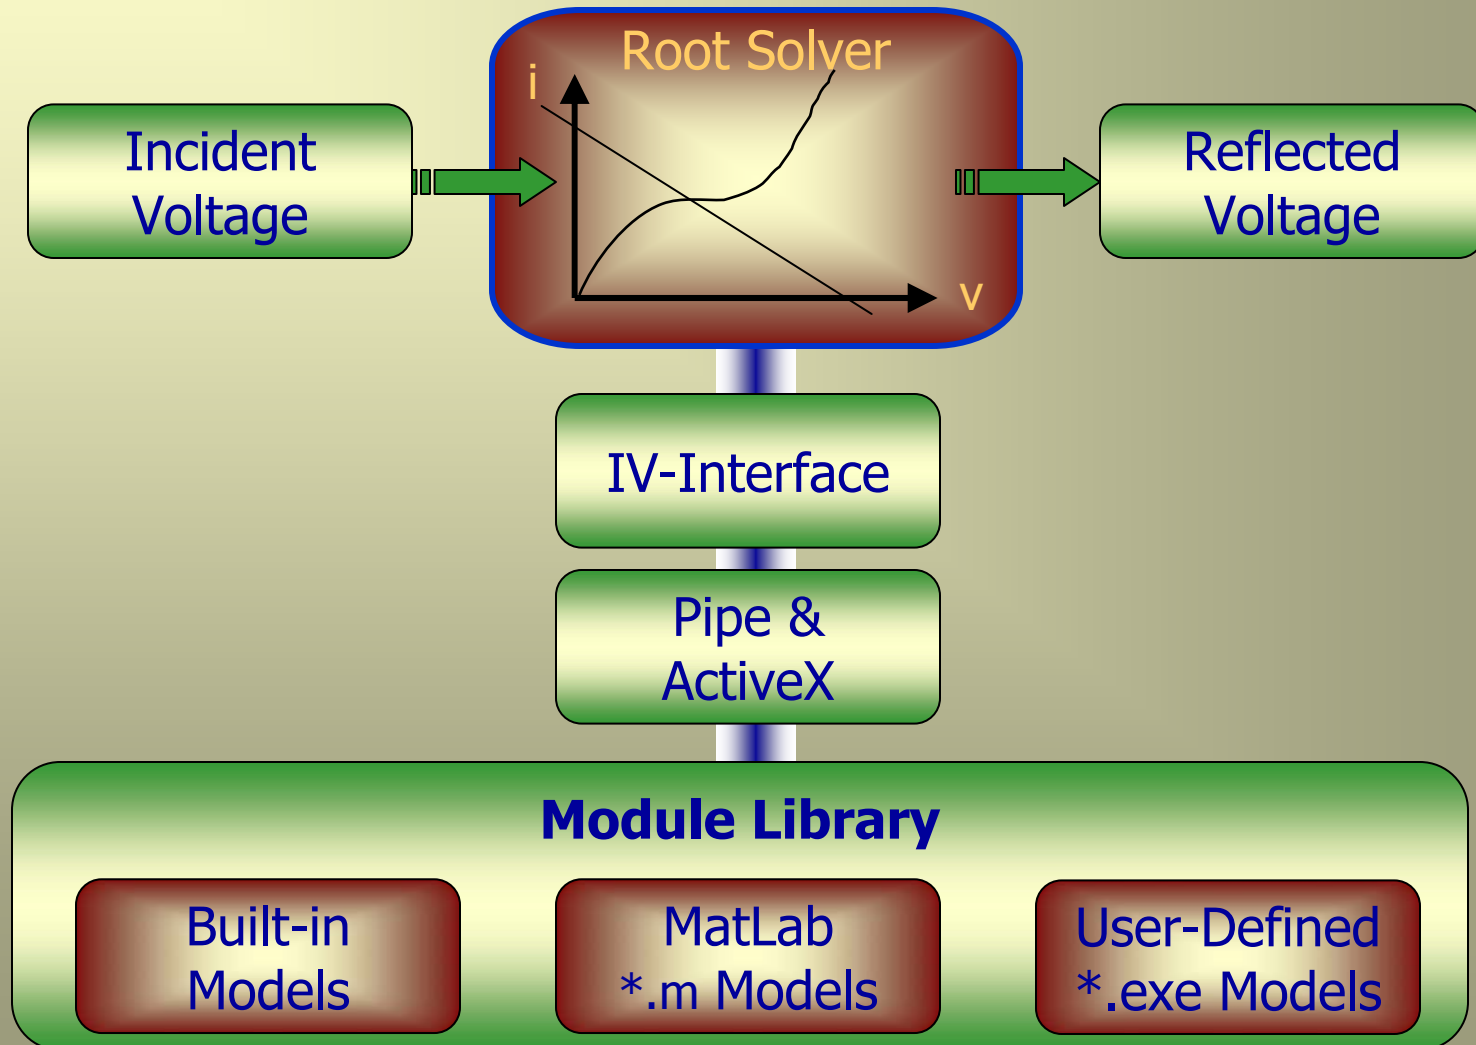 Root Solver
i
v
Incident
Voltage
Reflected
Voltage
IV-Interface
Pipe &
ActiveX
Module Library
Built-in
Models
MatLab
*.m Models
User-Defined
*.exe Models